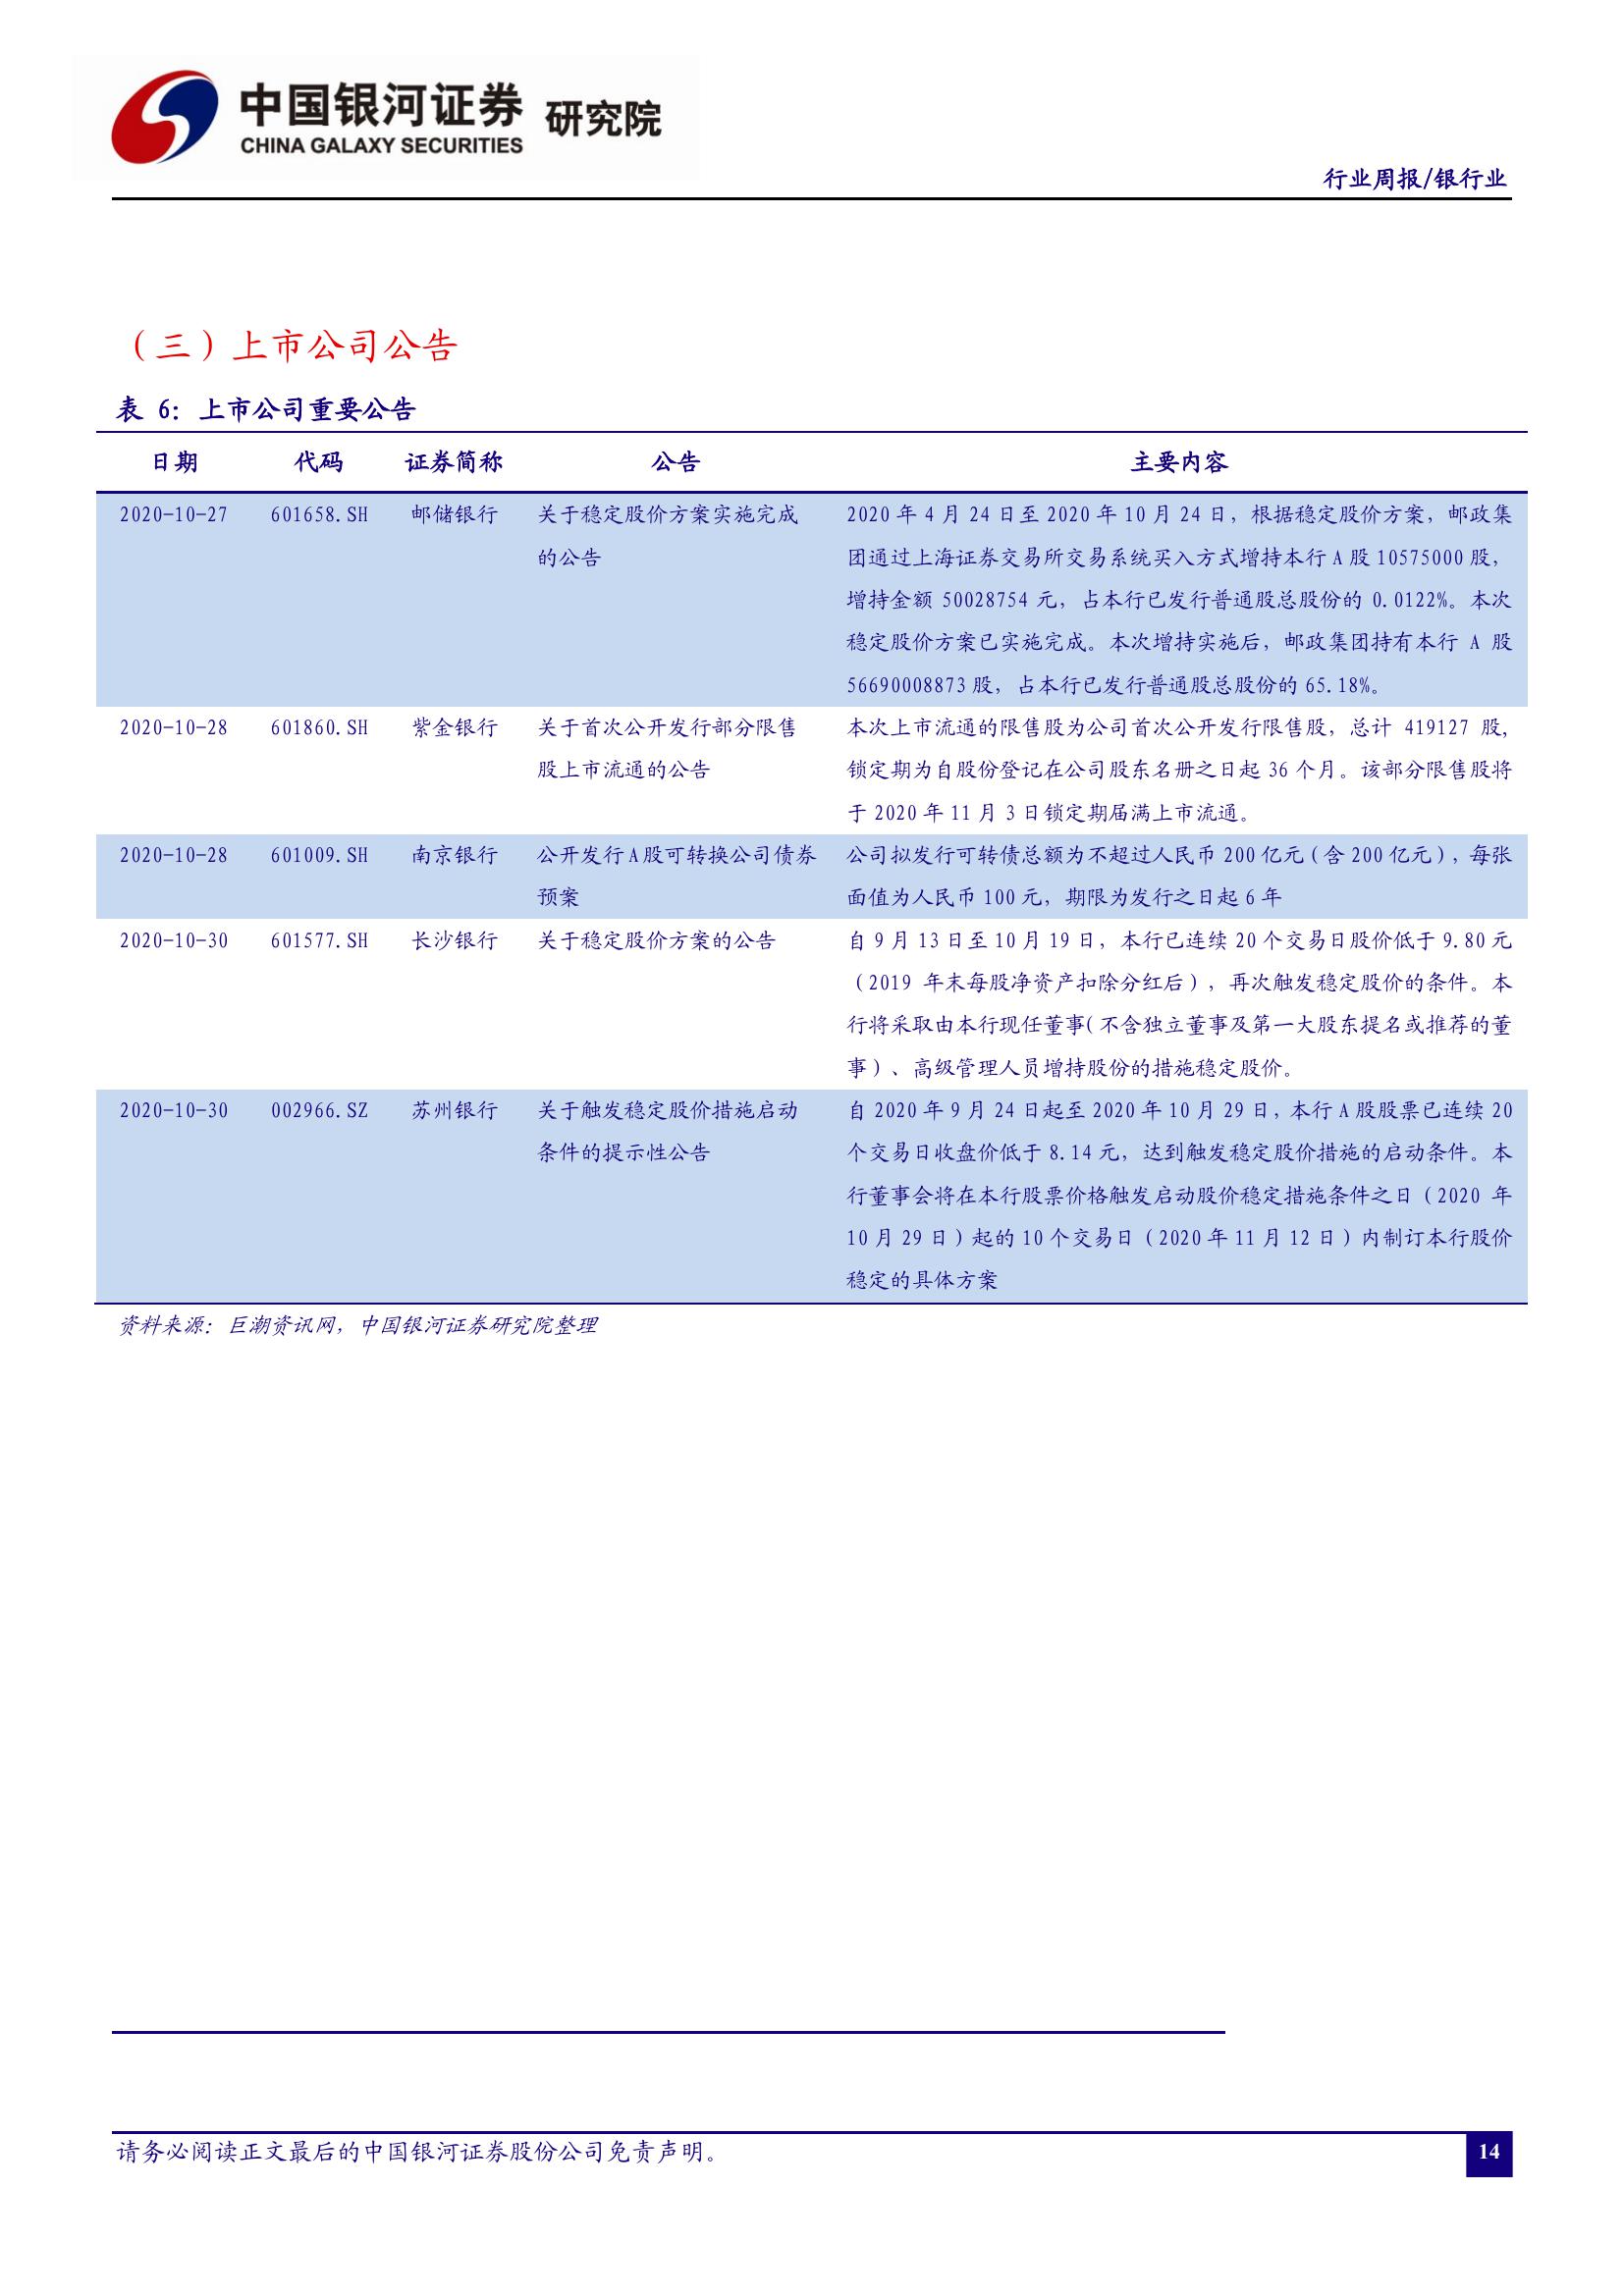 中国银河证券 研究院
CHINA GALAXY SECURITIES
行业周报/银行业
（三）上市公司公告
表 6：上市公司重要公告
日期 代码 证券简称 公告 主要内容
2020-10-27 601658.SH 邮储银行 关于稳定股价方案实施完成 2020 年 4 月 24 日至 2020 年 10 月 24 日，根据稳定股价方案，邮政集
的公告 团通过上海证券交易所交易系统买入方式增持本行 A 股 10575000 股，
增持金额 50028754 元，占本行已发行普通股总股份的 0.0122%。本次
稳定股价方案已实施完成。本次增持实施后，邮政集团持有本行 A 股
56690008873 股，占本行已发行普通股总股份的 65.18%。
2020-10-28 601860.SH 紫金银行 关于首次公开发行部分限售 本次上市流通的限售股为公司首次公开发行限售股，总计 419127 股，
股上市流通的公告 锁定期为自股份登记在公司股东名册之日起 36 个月。该部分限售股将
于 2020 年 11 月 3 日锁定期届满上市流通。
2020-10-28 601009.SH 南京银行 公开发行 A 股可转换公司债券 公司拟发行可转债总额为不超过人民币 200 亿元（含 200 亿元），每张
预案 面值为人民币 100 元，期限为发行之日起 6 年
2020-10-30 601577.SH 长沙银行 关于稳定股价方案的公告 自 9 月 13 日至 10 月 19 日，本行已连续 20 个交易日股价低于 9.80 元
（2019 年末每股净资产扣除分红后），再次触发稳定股价的条件。本
行将采取由本行现任董事（不含独立董事及第一大股东提名或推荐的董
事）、高级管理人员增持股份的措施稳定股价。
2020-10-30 002966.SZ 苏州银行 关于触发稳定股价措施启动 自 2020 年 9 月 24 日起至 2020 年 10 月 29 日，本行 A 股股票已连续 20
条件的提示性公告 个交易日收盘价低于 8.14 元，达到触发稳定股价措施的启动条件。本
行董事会将在本行股票价格触发启动股价稳定措施条件之日（2020 年
10 月 29 日）起的 10 个交易日（2020 年 11 月 12 日）内制订本行股价
稳定的具体方案
资料来源：巨潮资讯网，中国银河证券研究院整理
请务必阅读正文最后的中国银河证券股份公司免责声明。
14